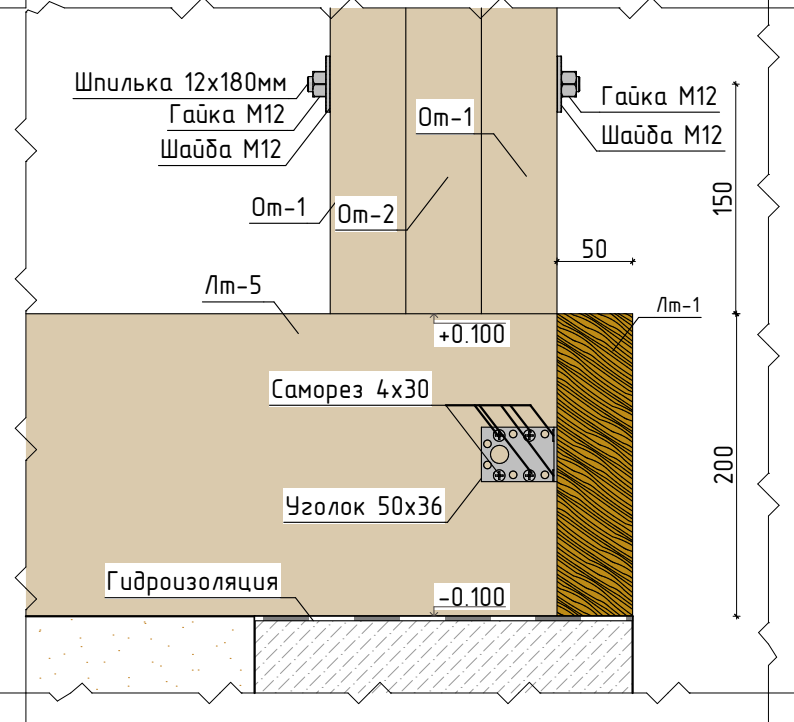 Шпилька 12х180мм
Гайка М12
Шайба М12
Гайка М12
Шайба М12
От-1
От-1
От-2
150
50
Лт-5
Лт-1
+0.100
Саморез 4х30
200
Уголок 50х36
Гидроизоляция
-0.100